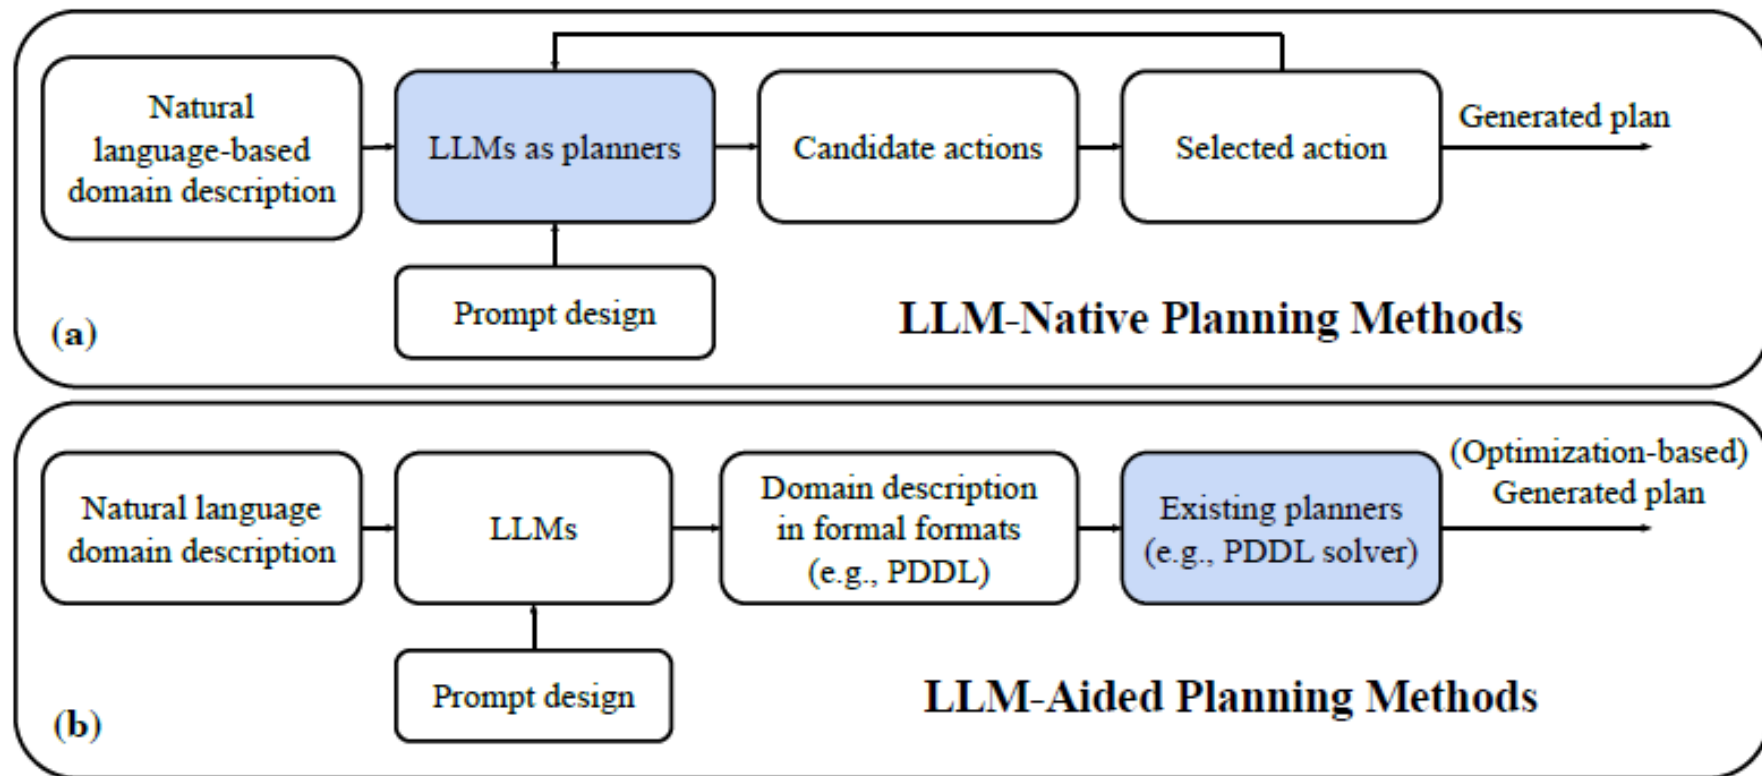 Natural
language-based
domain description
LLMs as planners
Candidate actions
Selected action
Generated plan
Prompt design
(a)
LLM-Native Planning Methods
Natural language
domain description
LLMs
Domain description
in formal formats
(e.g., PDDL)
Existing planners
(e.g., PDDL solver)
(Optimization-based)
Generated plan
Prompt design
(b)
LLM-Aided Planning Methods